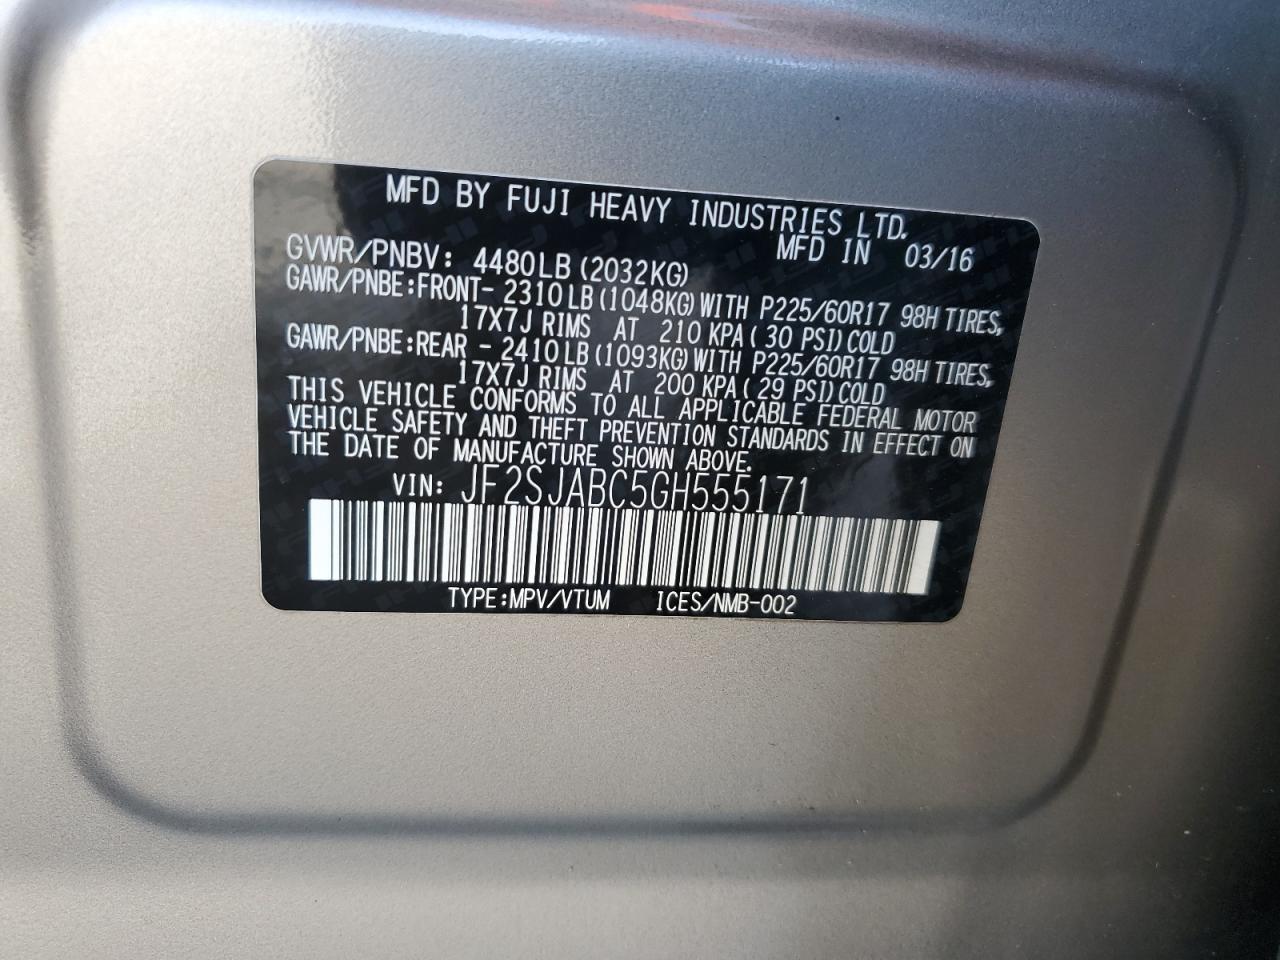 MFD BY FUJI HEAVY INDUSTRIES LTD.
MFD IN 03/16
GVWR/PNBV: 4480LB(2032KG)
GAWR/PNBE:FRONT- 2310LB(1048KG)WITH P225/60R17 98H TIRES,
17X7J RIMS AT 210 KPA(30 PSI)COLD
GAWR/PNBE:REAR - 2410LB(1093KG)WITH P225/60R17 98H TIRES,
17X7J RIMS AT 200 KPA(29 PSI)COLD
THIS VEHICLE CONFORMS TO ALL APPLICABLE FEDERAL MOTOR
VEHICLE SAFETY AND THEFT PREVENTION STANDARDS IN EFFECT ON
THE DATE OF MANUFACTURE SHOWN ABOVE.
VIN: JF2SJABC5GH555171
TYPE:MPV/VTUM ICES/NMB-002